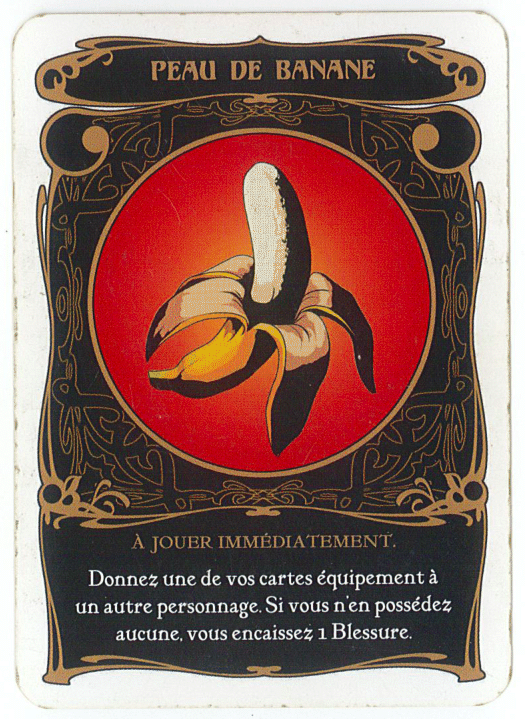 PEAU DE BANANE
À JOUER IMMÉDIATEMENT.
Donnez une de vos cartes équipement à
un autre personnage. Si vous n'en possédez
aucune, vous encaissez 1 Blessure.